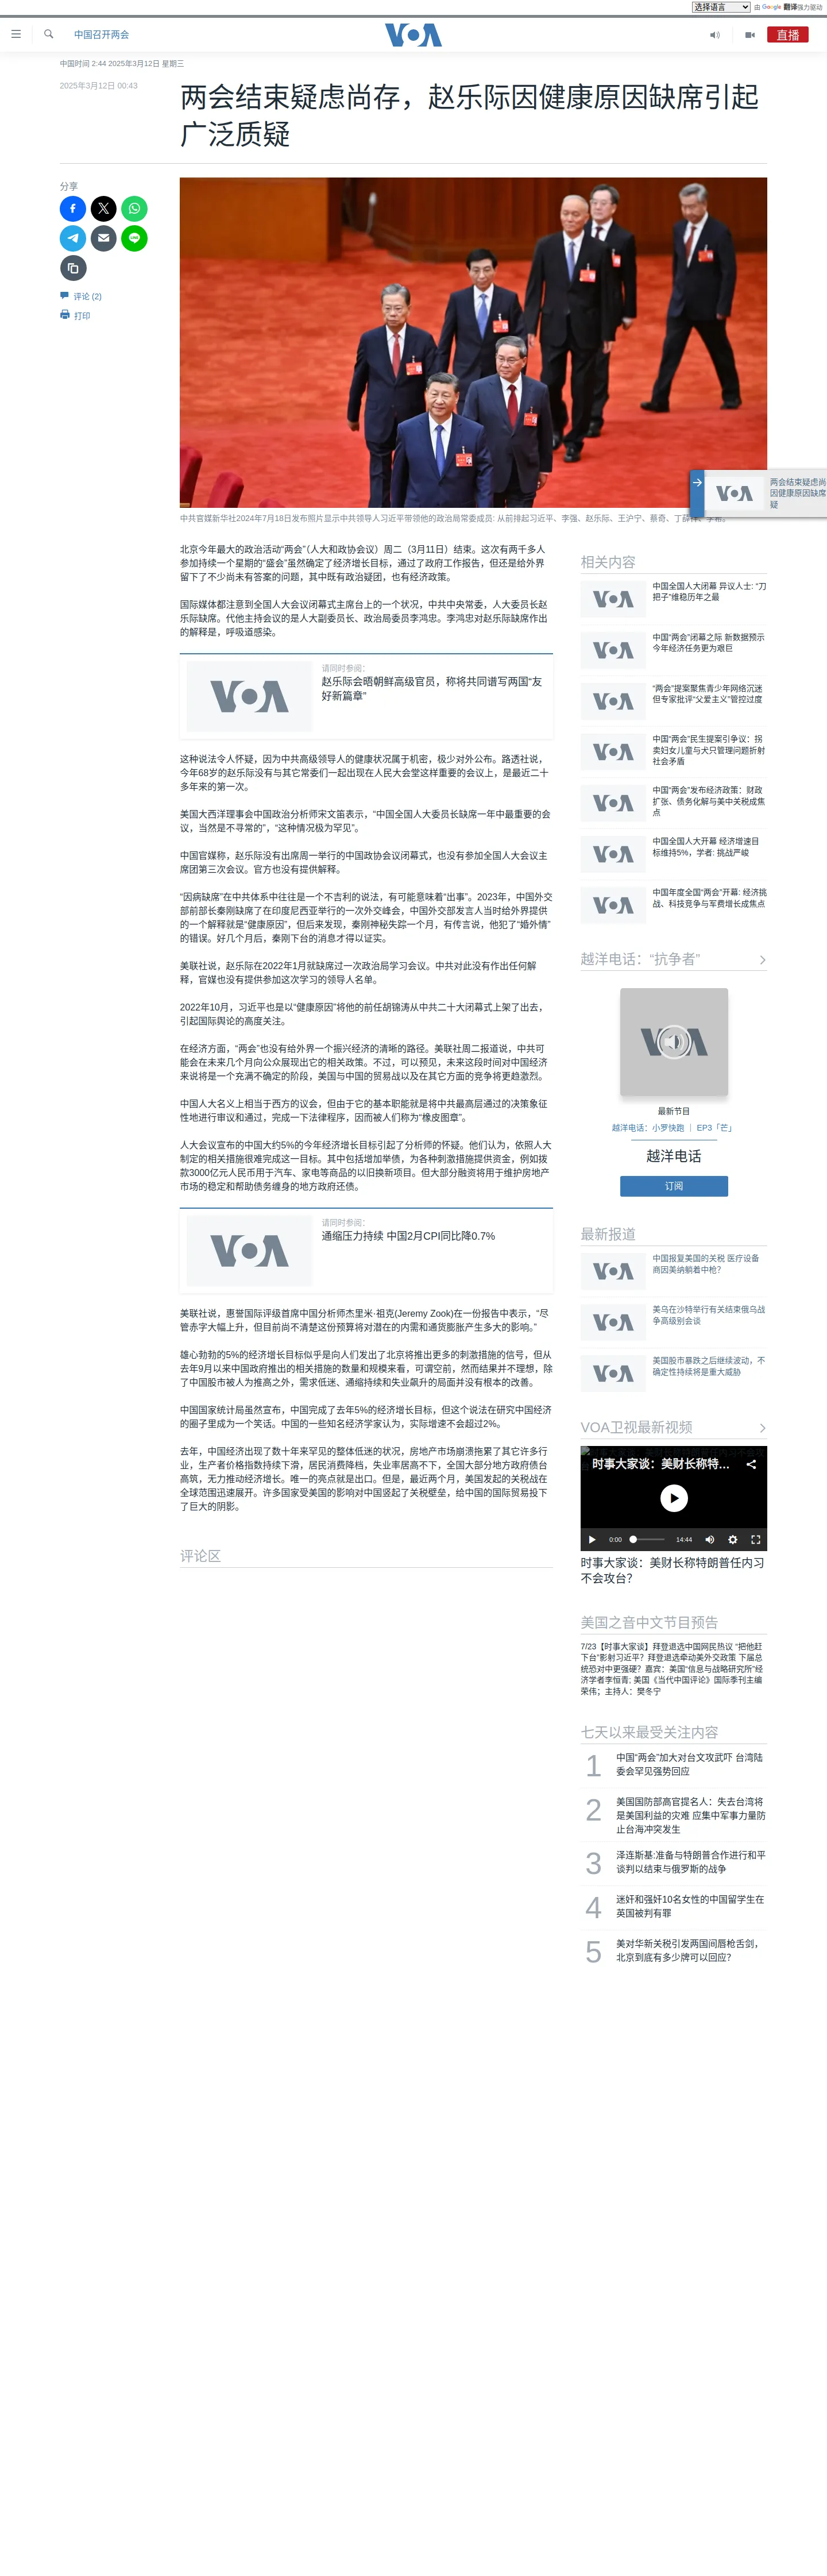 选择语言 由 Google 翻译强力驱动
中国召开两会
VOA
直播
中国时间 2:44 2025年3月12日 星期三
2025年3月12日 00:43
两会结束疑虑尚存，赵乐际因健康原因缺席引起
广泛质疑
分享
评论 (2)
打印
两会结束疑虑尚
因健康原因缺席
疑
中共官媒新华社2024年7月18日发布照片显示中共领导人习近平带领他的政治局常委成员: 从前排起习近平、李强、赵乐际、王沪宁、蔡奇、丁薛祥、李希。
北京今年最大的政治活动“两会”（人大和政协会议）周二（3月11日）结束。这次有两千多人
参加持续一个星期的“盛会”虽然确定了经济增长目标，通过了政府工作报告，但还是给外界
留下了不少尚未有答案的问题，其中既有政治疑团，也有经济政策。
国际媒体都注意到全国人大会议闭幕式主席台上的一个状况，中共中央常委，人大委员长赵
乐际缺席。代他主持会议的是人大副委员长、政治局委员李鸿忠。李鸿忠对赵乐际缺席作出
的解释是，呼吸道感染。
请同时参阅：
赵乐际会晤朝鲜高级官员，称将共同谱写两国“友
好新篇章”
VOA
这种说法令人怀疑，因为中共高级领导人的健康状况属于机密，极少对外公布。路透社说，
今年68岁的赵乐际没有与其它常委们一起出现在人民大会堂这样重要的会议上，是最近二十
多年来的第一次。
美国大西洋理事会中国政治分析师宋文笛表示，“中国全国人大委员长缺席一年中最重要的会
议，当然是不寻常的”，“这种情况极为罕见”。
中国官媒称，赵乐际没有出席周一举行的中国政协会议闭幕式，也没有参加全国人大会议主
席团第三次会议。官方也没有提供解释。
“因病缺席”在中共体系中往往是一个不吉利的说法，有可能意味着“出事”。2023年，中国外交
部前部长秦刚缺席了在印度尼西亚举行的一次外交峰会，中国外交部发言人当时给外界提供
的一个解释就是“健康原因”，但后来发现，秦刚神秘失踪一个月，有传言说，他犯了“婚外情”
的错误。好几个月后，秦刚下台的消息才得以证实。
美联社说，赵乐际在2022年1月就缺席过一次政治局学习会议。中共对此没有作出任何解
释，官媒也没有提供参加这次学习的领导人名单。
2022年10月，习近平也是以“健康原因”将他的前任胡锦涛从中共二十大闭幕式上架了出去，
引起国际舆论的高度关注。
在经济方面，“两会”也没有给外界一个振兴经济的清晰的路径。美联社周二报道说，中共可
能会在未来几个月向公众展现出它的相关政策。不过，可以预见，未来这段时间对中国经济
来说将是一个充满不确定的阶段，美国与中国的贸易战以及在其它方面的竞争将更趋激烈。
中国人大名义上相当于西方的议会，但由于它的基本职能就是将中共最高层通过的决策象征
性地进行审议和通过，完成一下法律程序，因而被人们称为“橡皮图章”。
人大会议宣布的中国大约5%的今年经济增长目标引起了分析师的怀疑。他们认为，依照人大
制定的相关措施很难完成这一目标。其中包括增加举债，为各种刺激措施提供资金，例如拨
款3000亿元人民币用于汽车、家电等商品的以旧换新项目。但大部分融资将用于维护房地产
市场的稳定和帮助债务缠身的地方政府还债。
请同时参阅：
通缩压力持续 中国2月CPI同比降0.7%
VOA
美联社说，惠誉国际评级首席中国分析师杰里米·祖克(Jeremy Zook)在一份报告中表示，“尽
管赤字大幅上升，但目前尚不清楚这份预算将对潜在的内需和通货膨胀产生多大的影响。”
雄心勃勃的5%的经济增长目标似乎是向人们发出了北京将推出更多的刺激措施的信号，但从
去年9月以来中国政府推出的相关措施的数量和规模来看，可谓空前，然而结果并不理想，除
了中国股市被人为推高之外，需求低迷、通缩持续和失业飙升的局面并没有根本的改善。
中国国家统计局虽然宣布，中国完成了去年5%的经济增长目标，但这个说法在研究中国经济
的圈子里成为一个笑话。中国的一些知名经济学家认为，实际增速不会超过2%。
去年，中国经济出现了数十年来罕见的整体低迷的状况，房地产市场崩溃拖累了其它许多行
业，生产者价格指数持续下滑，居民消费降档，失业率居高不下，全国大部分地方政府债台
高筑，无力推动经济增长。唯一的亮点就是出口。但是，最近两个月，美国发起的关税战在
全球范围迅速展开。许多国家受美国的影响对中国竖起了关税壁垒，给中国的国际贸易投下
了巨大的阴影。
评论区
相关内容
中国全国人大闭幕 异议人士: “刀
把子”维稳历年之最
中国“两会”闭幕之际 新数据预示
今年经济任务更为艰巨
“两会”提案聚焦青少年网络沉迷
但专家批评“父爱主义”管控过度
中国“两会”民生提案引争议：拐
卖妇女儿童与犬只管理问题折射
社会矛盾
中国“两会”发布经济政策：财政
扩张、债务化解与美中关税成焦
点
中国全国人大开幕 经济增速目
标维持5%，学者: 挑战严峻
中国年度全国“两会”开幕: 经济挑
战、科技竞争与军费增长成焦点
越洋电话：“抗争者”
最新节目
越洋电话：小罗快跑 ｜ EP3「芒」
越洋电话
订阅
最新报道
中国报复美国的关税 医疗设备
商因美纳躺着中枪？
美乌在沙特举行有关结束俄乌战
争高级别会谈
美国股市暴跌之后继续波动，不
确定性持续将是重大威胁
VOA卫视最新视频
时事大家谈：美财长称特...
0:00 14:44
时事大家谈：美财长称特朗普任内习
不会攻台？
美国之音中文节目预告
7/23【时事大家谈】拜登退选中国网民热议 “把他赶
下台”影射习近平？拜登退选牵动美外交政策 下届总
统恐对中更强硬？嘉宾：美国“信息与战略研究所”经
济学者李恒青; 美国《当代中国评论》国际季刊主编
荣伟；主持人：樊冬宁
七天以来最受关注内容
1 中国“两会”加大对台文攻武吓 台湾陆
委会罕见强势回应
2 美国国防部高官提名人：失去台湾将
是美国利益的灾难 应集中军事力量防
止台海冲突发生
3 泽连斯基:准备与特朗普合作进行和平
谈判以结束与俄罗斯的战争
4 迷奸和强奸10名女性的中国留学生在
英国被判有罪
5 美对华新关税引发两国间唇枪舌剑，
北京到底有多少牌可以回应？